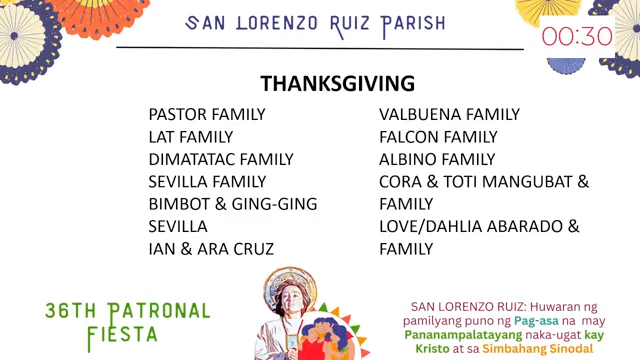 SAN LORENZO RUIZ PARISH
00:30
THANKSGIVING
PASTOR FAMILY
LAT FAMILY
DIMATATAC FAMILY
SEVILLA FAMILY
BIMBOT & GING-GING
SEVILLA
IAN & ARA CRUZ
VALBUENA FAMILY
FALCON FAMILY
ALBINO FAMILY
CORA & TOTI MANGUBAT &
FAMILY
LOVE/DAHLIA ABARADO &
FAMILY
36TH PATRONAL
FIESTA
SAN LORENZO RUIZ: Huwaran ng
pamilyang puno ng Pag-asa na may
Pananampalatayang naka-ugat kay
Kristo at sa Simbahang Sinodal